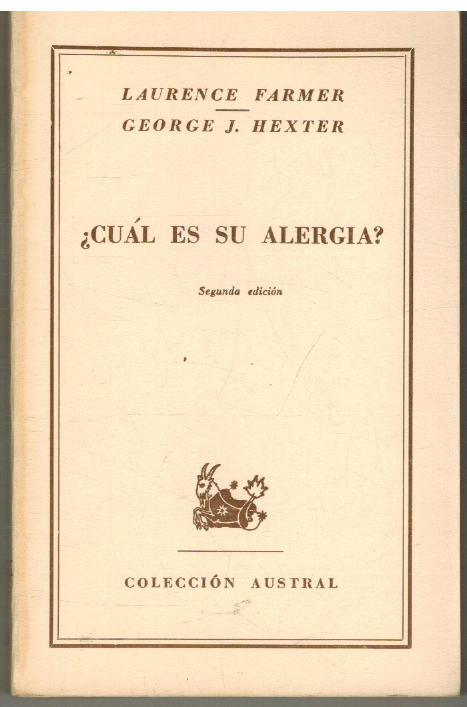 LAURENCE FARMER
GEORGE J. HEXTER
¿CUÁL ES SU ALERGIA?
Segunda edición
COLECCIÓN AUSTRAL